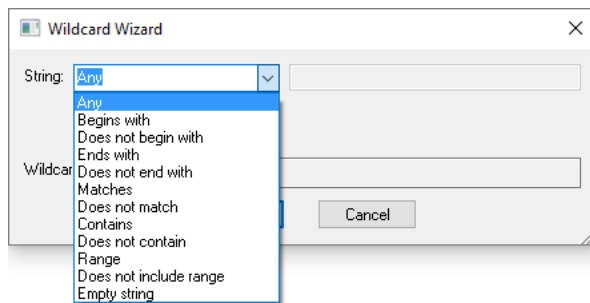 Wildcard Wizard
String: Any
Any
Begins with
Does not begin with
Ends with
Does not end with
Wildcar
Matches
Does not match
Contains
Cancel
Does not contain
Range
Does not include range
Empty string